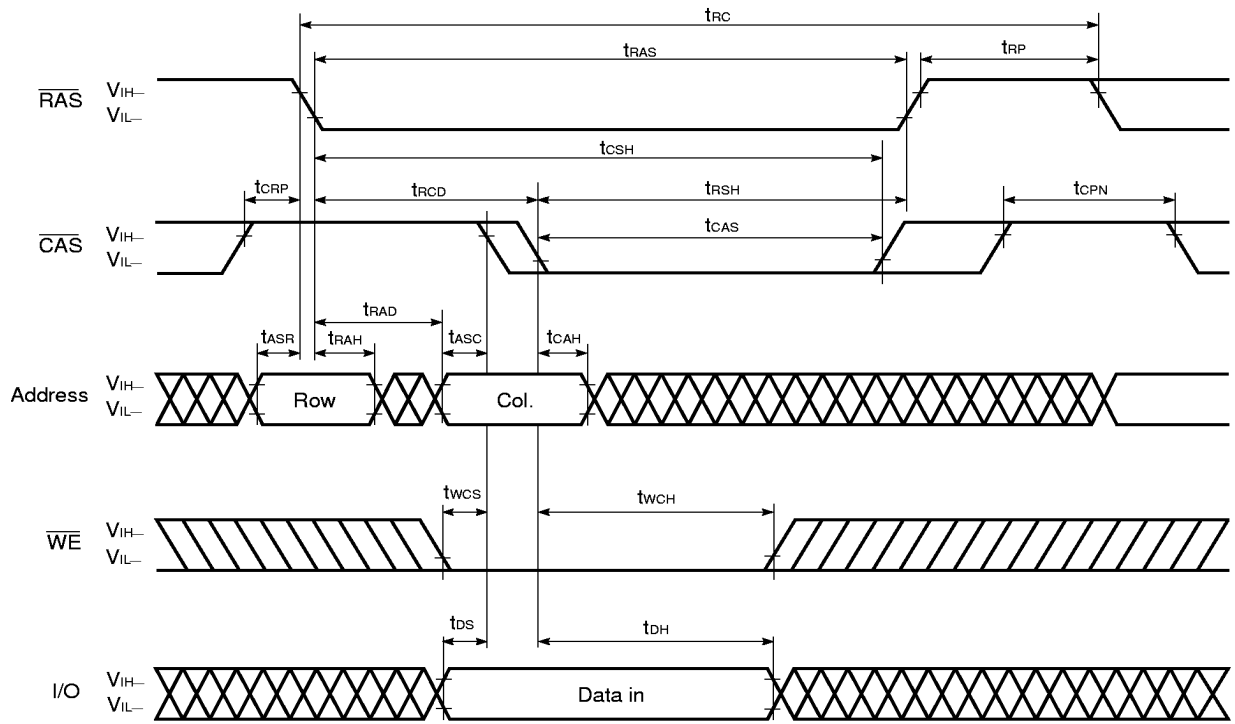 tRC
tRAS
tRP
RAS
VIH
VIL
tCSH
tCRP
tRCD
tRSH
tCPN
CAS
VIH
VIL
tCAS
tRAD
tASR
tRAH
tASC
tCAH
Address
VIH
VIL
Row
Col.
tWCS
tWCH
WE
VIH
VIL
tDS
tDH
I/O
VIH
VIL
Data in